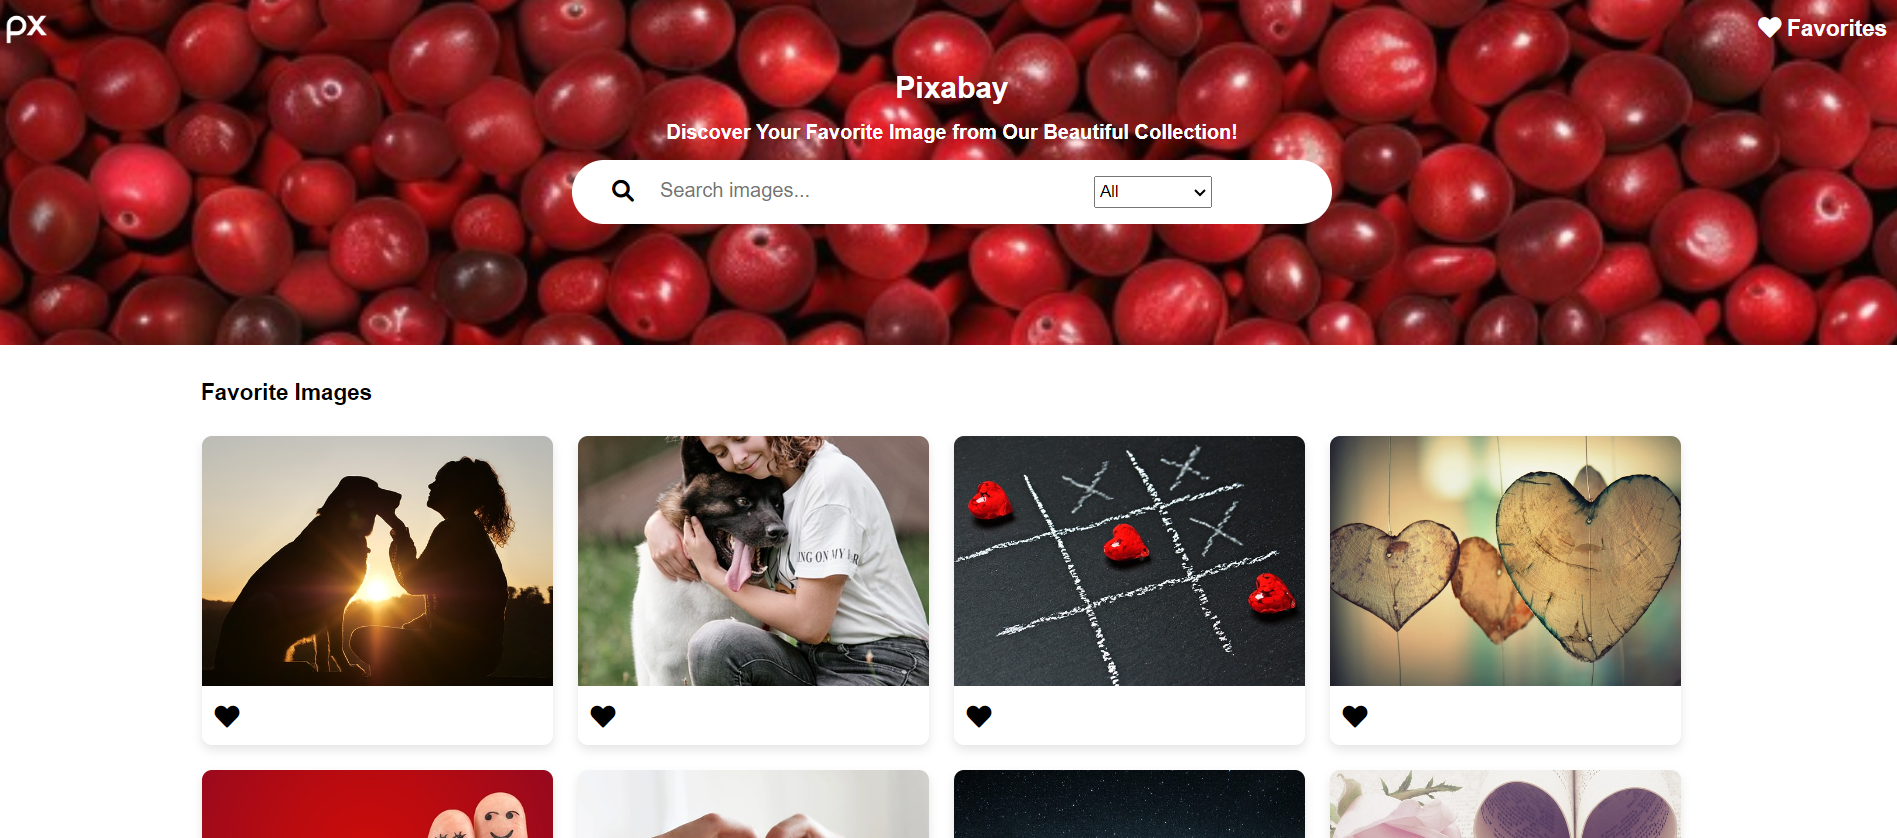 px
Favorites
Pixabay
Discover Your Favorite Image from Our Beautiful Collection!
Search images...
All
Favorite Images
ING ON MY